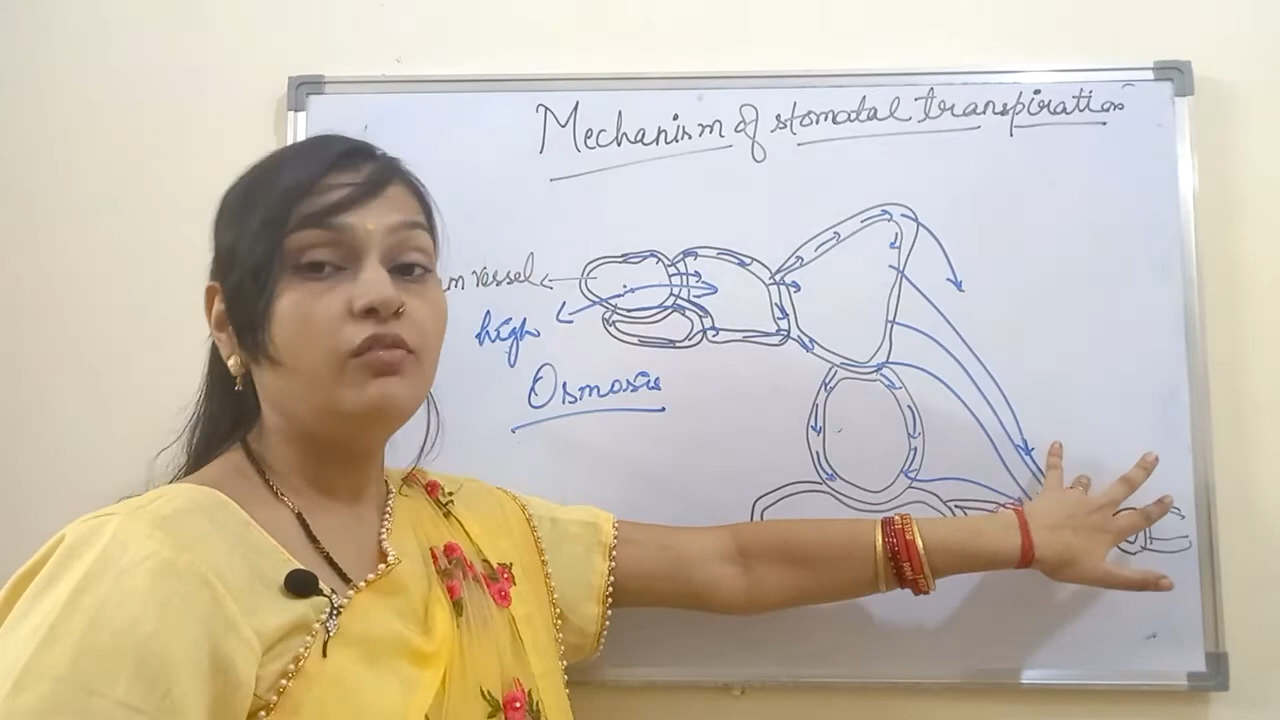 Mechanism of stomatal transpiration
m vessel
high
Osmosis